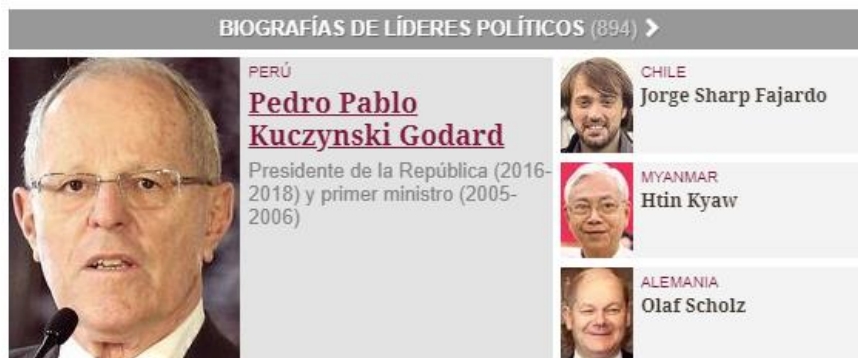 BIOGRAFÍAS DE LÍDERES POLÍTICOS (894)
PERÚ
Pedro Pablo
Kuczynski Godard
Presidente de la República (2016-
2018) y primer ministro (2005-
2006)
CHILE
Jorge Sharp Fajardo
MYANMAR
Htin Kyaw
ALEMANIA
Olaf Scholz